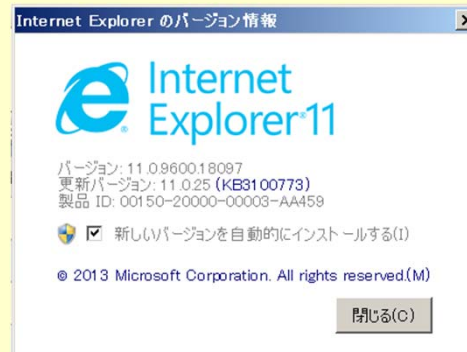 Internet Explorer のバージョン情報
Internet
Explorer 11
バージョン: 11.0.9600.18097
更新バージョン: 11.0.25 (KB3100773)
製品 ID: 00150-20000-00003-AA459
新しいバージョンを自動的にインストールする(I)
© 2013 Microsoft Corporation. All rights reserved.(M)
閉じる(C)